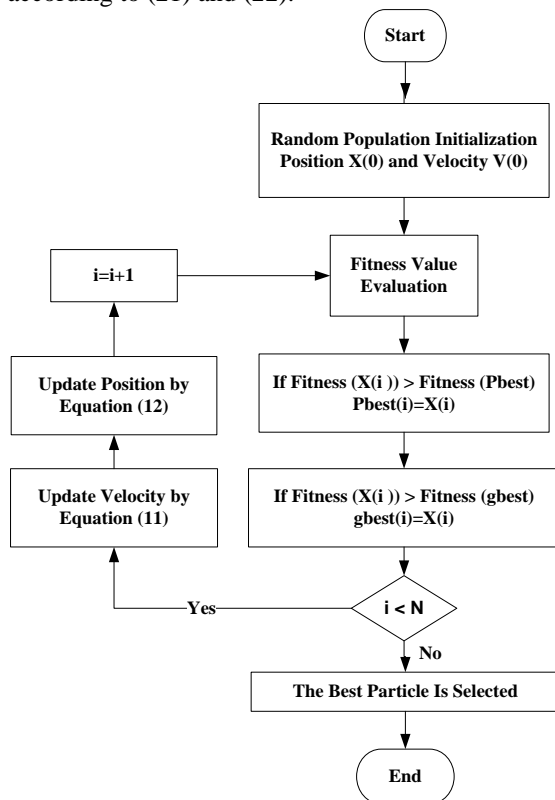 according to (21) and (22).
Start
Random Population Initialization
Position X(0) and Velocity V(0)
i=i+1
Fitness Value
Evaluation
If Fitness (X(i )) > Fitness (Pbest)
Pbest(i)=X(i)
Update Position by
Equation (12)
If Fitness (X(i )) > Fitness (gbest)
gbest(i)=X(i)
Update Velocity by
Equation (11)
i < N
Yes
No
The Best Particle Is Selected
End